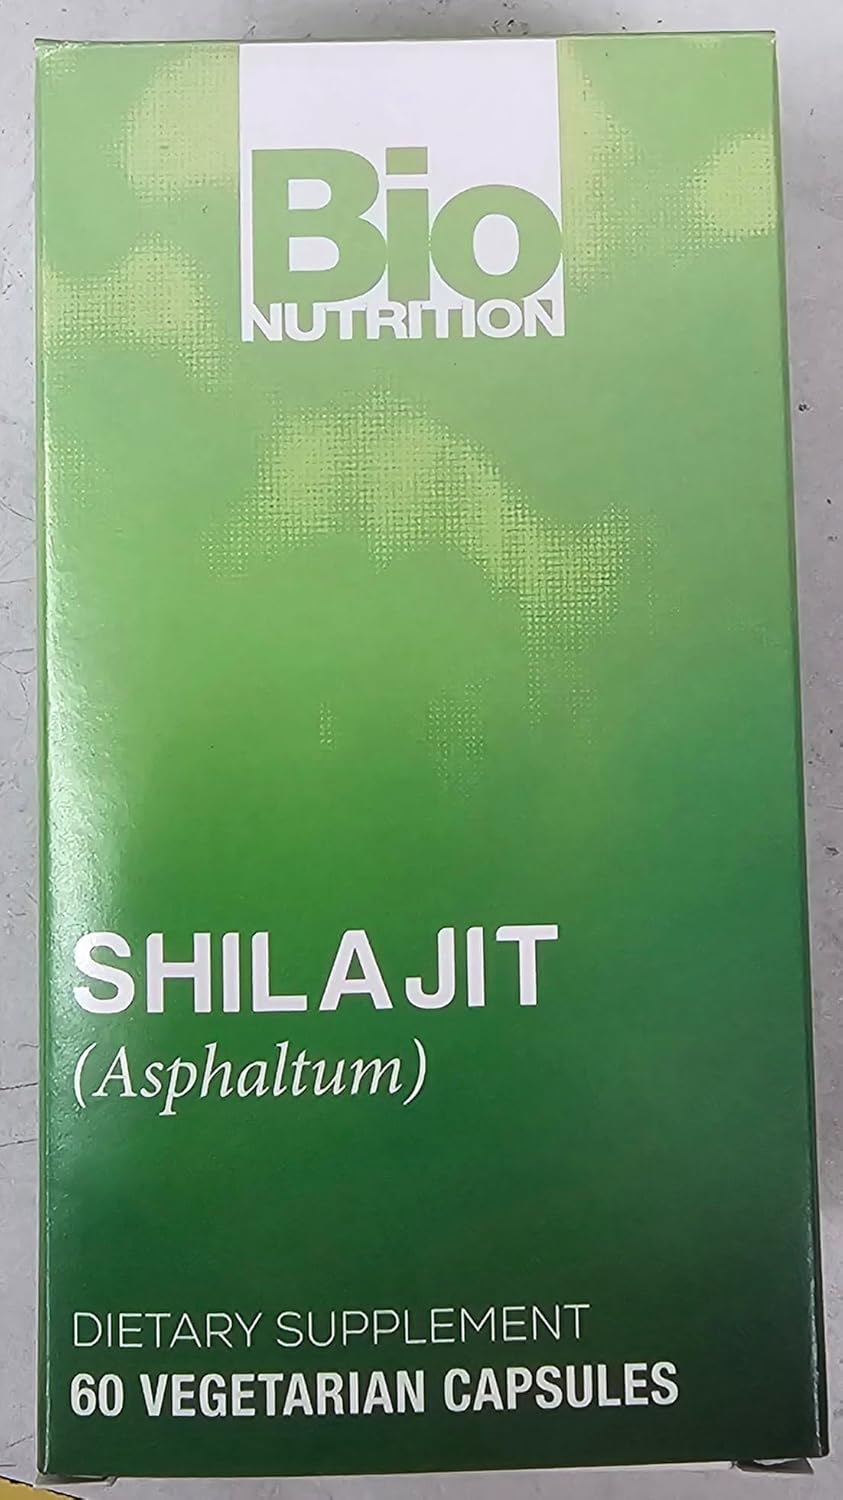 Bio
NUTRITION
SHILAJIT
(Asphaltum)
DIETARY SUPPLEMENT
60 VEGETARIAN CAPSULES